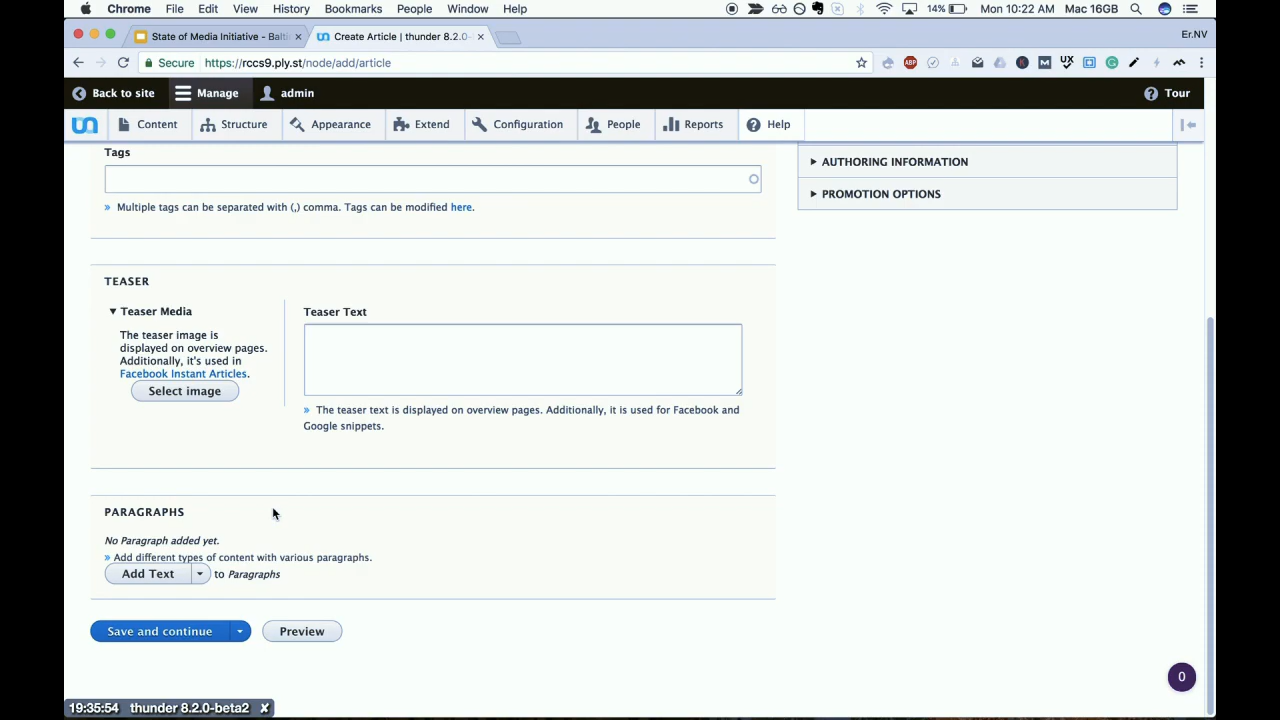 Chrome File Edit View History Bookmarks People Window Help 14% Mon 10:22 AM Mac 16GB
State of Media Initiative - Balti Create Article | thunder 8.2.0- Er.NV
Secure https://rccs9.ply.st/node/add/article
Back to site Manage admin Tour
Content Structure Appearance Extend Configuration People Reports Help
Tags
» Multiple tags can be separated with (,) comma. Tags can be modified here.
AUTHORING INFORMATION
PROMOTION OPTIONS
TEASER
Teaser Media
The teaser image is
displayed on overview pages.
Additionally, it's used in
Facebook Instant Articles.
Select image
Teaser Text
» The teaser text is displayed on overview pages. Additionally, it is used for Facebook and
Google snippets.
PARAGRAPHS
No Paragraph added yet.
» Add different types of content with various paragraphs.
Add Text to Paragraphs
Save and continue Preview
0
19:35:54 thunder 8.2.0-beta2 ✘